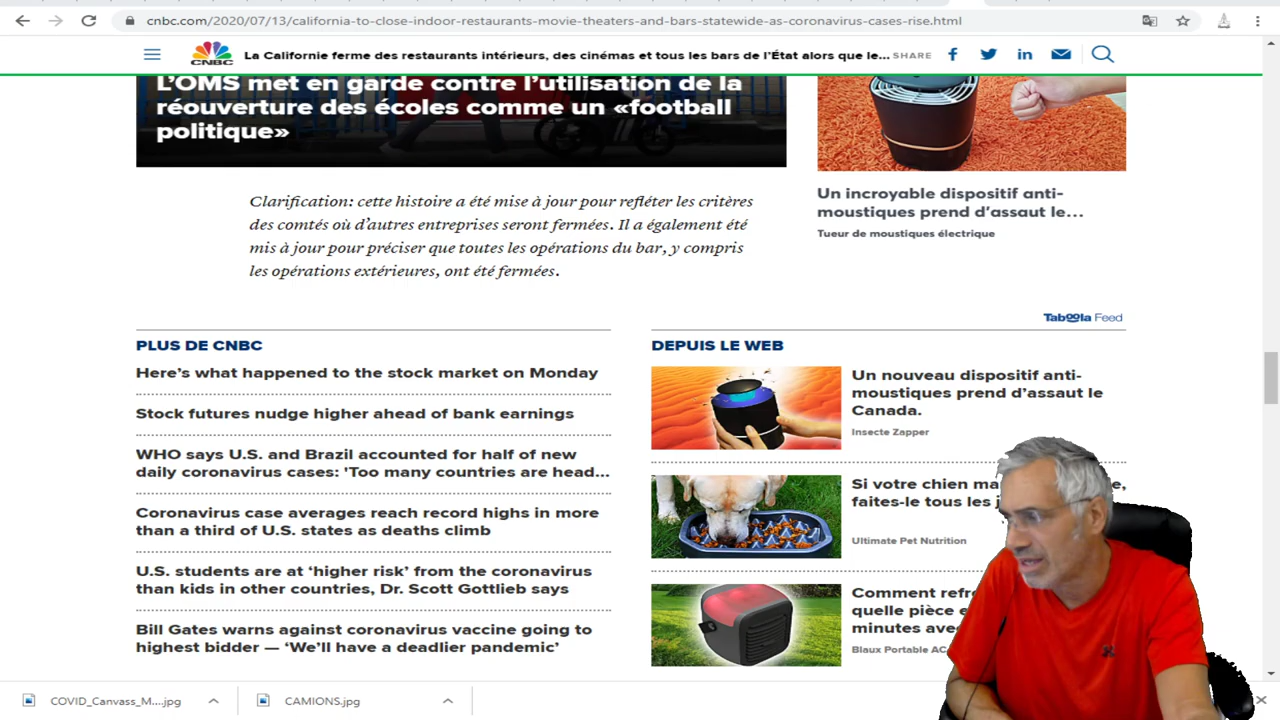 cnbc.com/2020/07/13/california-to-close-indoor-restaurants-movie-theaters-and-bars-statewide-as-coronavirus-cases-rise.html
CNBC
La Californie ferme des restaurants intérieurs, des cinémas et tous les bars de l'État alors que le... SHARE
L'OMS met en garde contre l'utilisation de la
réouverture des écoles comme un «football
politique»
Clarification: cette histoire a été mise à jour pour refléter les critères
des comtés où d'autres entreprises seront fermées. Il a également été
mis à jour pour préciser que toutes les opérations du bar, y compris
les opérations extérieures, ont été fermées.
Un incroyable dispositif anti-
moustiques prend d'assaut le...
Tueur de moustiques électrique
Taboola Feed
PLUS DE CNBC
Here's what happened to the stock market on Monday
Stock futures nudge higher ahead of bank earnings
WHO says U.S. and Brazil accounted for half of new
daily coronavirus cases: 'Too many countries are head...
Coronavirus case averages reach record highs in more
than a third of U.S. states as deaths climb
U.S. students are at 'higher risk' from the coronavirus
than kids in other countries, Dr. Scott Gottlieb says
Bill Gates warns against coronavirus vaccine going to
highest bidder — 'We'll have a deadlier pandemic'
DEPUIS LE WEB
Un nouveau dispositif anti-
moustiques prend d'assaut le
Canada.
Insecte Zapper
Si votre chien
faites-le tous les
Ultimate Pet Nutrition
Comment
quelle pièce
minutes
Blaux Portable AC
COVID_Canvass_M....jpg
CAMIONS.jpg